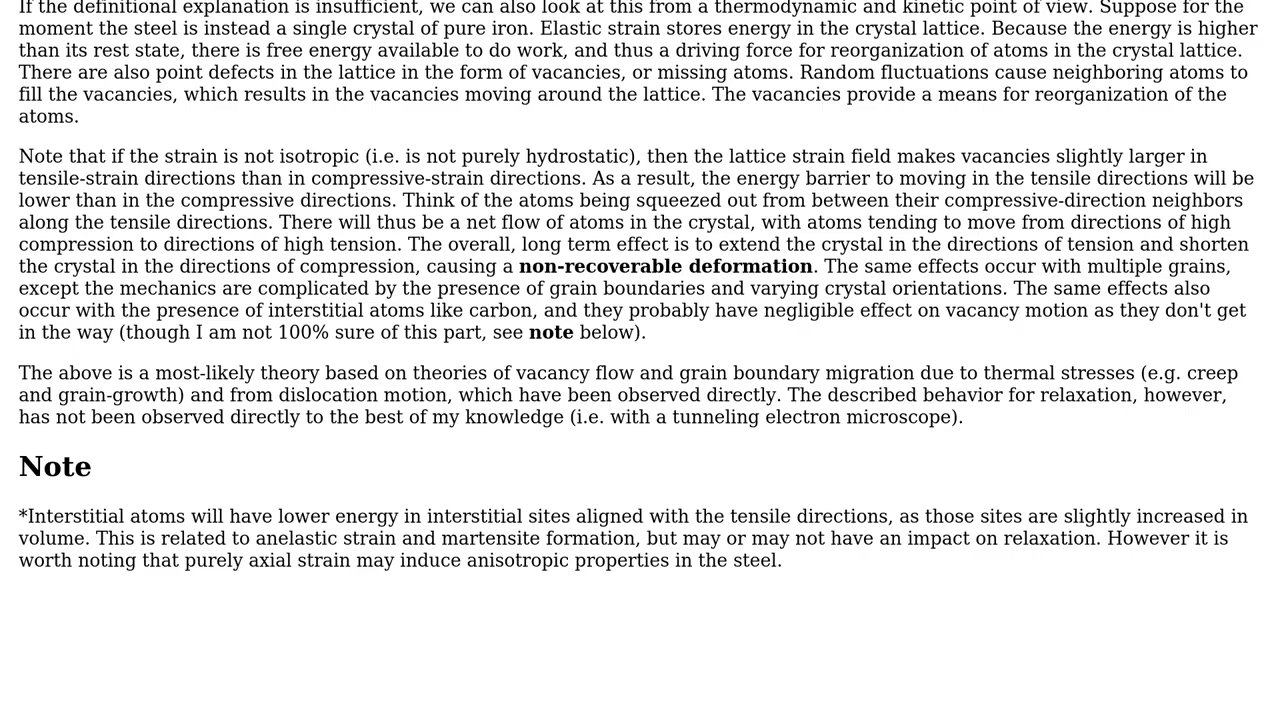 If the definitional explanation is insufficient, we can also look at this from a thermodynamic and kinetic point of view. Suppose for the
moment the steel is instead a single crystal of pure iron. Elastic strain stores energy in the crystal lattice. Because the energy is higher
than its rest state, there is free energy available to do work, and thus a driving force for reorganization of atoms in the crystal lattice.
There are also point defects in the lattice in the form of vacancies, or missing atoms. Random fluctuations cause neighboring atoms to
fill the vacancies, which results in the vacancies moving around the lattice. The vacancies provide a means for reorganization of the
atoms.
Note that if the strain is not isotropic (i.e. is not purely hydrostatic), then the lattice strain field makes vacancies slightly larger in
tensile-strain directions than in compressive-strain directions. As a result, the energy barrier to moving in the tensile directions will be
lower than in the compressive directions. Think of the atoms being squeezed out from between their compressive-direction neighbors
along the tensile directions. There will thus be a net flow of atoms in the crystal, with atoms tending to move from directions of high
compression to directions of high tension. The overall, long term effect is to extend the crystal in the directions of tension and shorten
the crystal in the directions of compression, causing a non-recoverable deformation. The same effects occur with multiple grains,
except the mechanics are complicated by the presence of grain boundaries and varying crystal orientations. The same effects also
occur with the presence of interstitial atoms like carbon, and they probably have negligible effect on vacancy motion as they don't get
in the way (though I am not 100% sure of this part, see note below).
The above is a most-likely theory based on theories of vacancy flow and grain boundary migration due to thermal stresses (e.g. creep
and grain-growth) and from dislocation motion, which have been observed directly. The described behavior for relaxation, however,
has not been observed directly to the best of my knowledge (i.e. with a tunneling electron microscope).
Note
*Interstitial atoms will have lower energy in interstitial sites aligned with the tensile directions, as those sites are slightly increased in
volume. This is related to anelastic strain and martensite formation, but may or may not have an impact on relaxation. However it is
worth noting that purely axial strain may induce anisotropic properties in the steel.